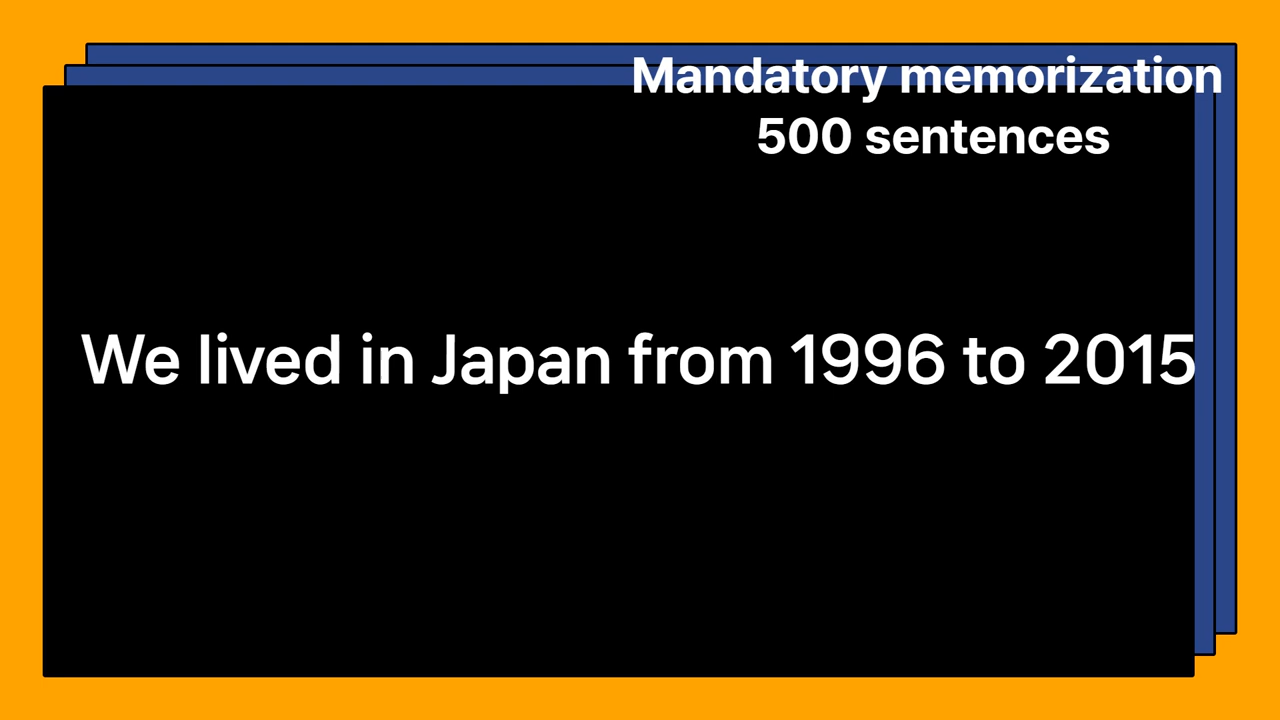 Mandatory memorization
500 sentences
We lived in Japan from 1996 to 2015